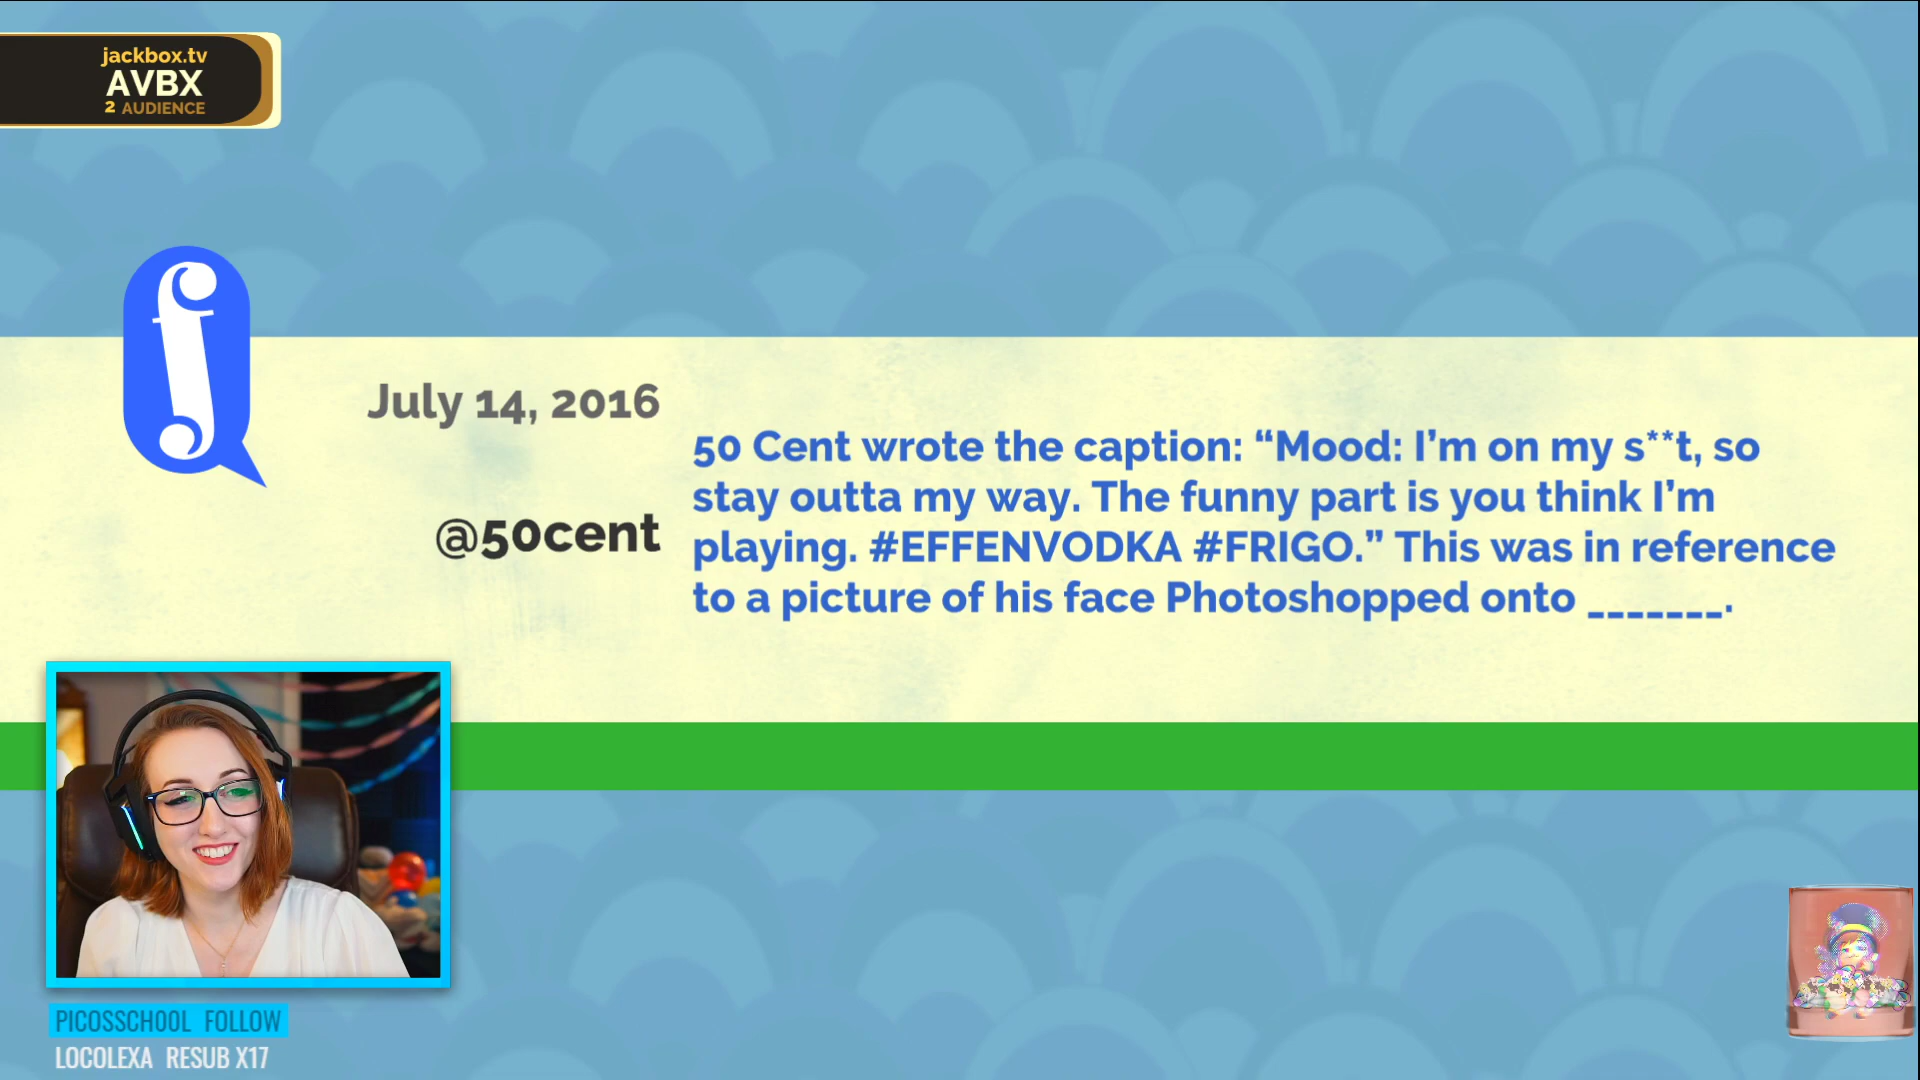 jackbox.tv
AVBX
2 AUDIENCE
f
July 14, 2016
@50cent
50 Cent wrote the caption: “Mood: I’m on my s**t, so
stay outta my way. The funny part is you think I’m
playing. #EFFENVODKA #FRIGO.” This was in reference
to a picture of his face Photoshopped onto _______.
PICOSSCHOOL FOLLOW
LOCOLEXA RESUB X17